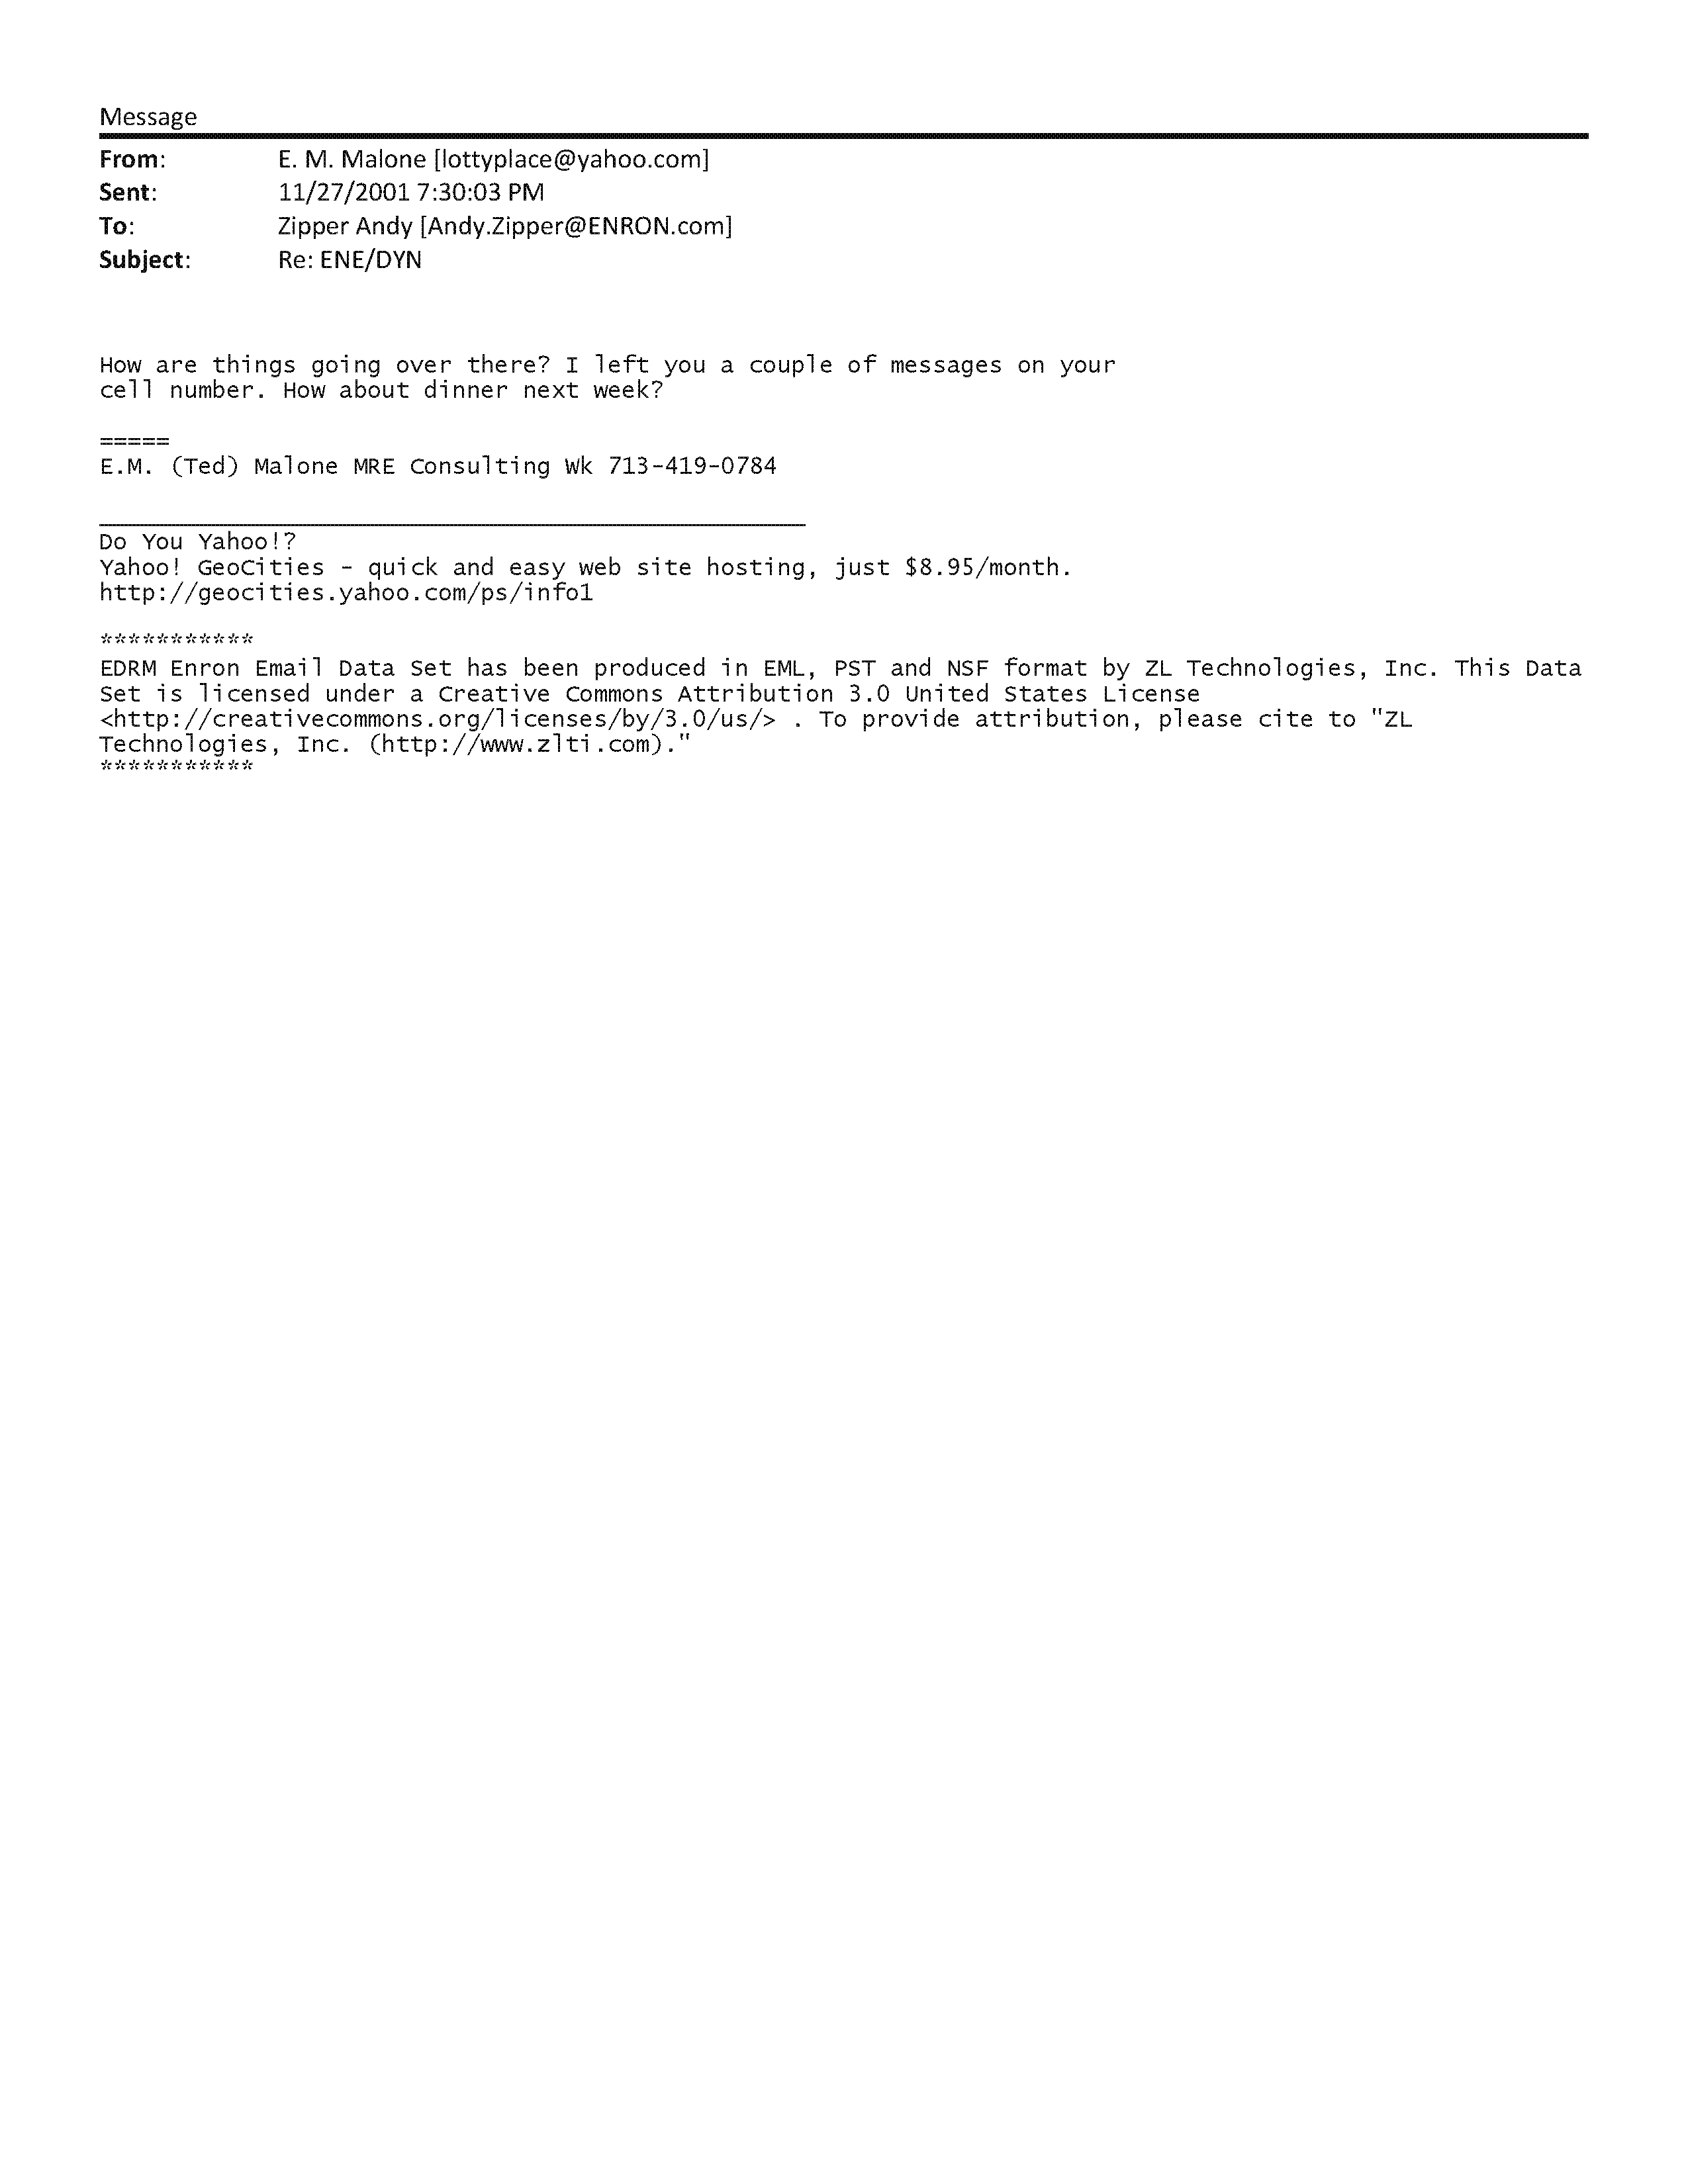 Message
From: E. M. Malone [lottyplace@yahoo.com]
Sent: 11/27/2001 7:30:03 PM
To: Zipper Andy [Andy.Zipper@ENRON.com]
Subject: Re: ENE/DYN
How are things going over there? I left you a couple of messages on your
cell number. How about dinner next week?
=====
E.M. (Ted) Malone MRE Consulting Wk 713-419-0784
__________________________________________________
Do You Yahoo!?
Yahoo! GeoCities - quick and easy web site hosting, just $8.95/month.
http://geocities.yahoo.com/ps/info1
***********
EDRM Enron Email Data Set has been produced in EML, PST and NSF format by ZL Technologies, Inc. This Data
Set is licensed under a Creative Commons Attribution 3.0 United States License
<http://creativecommons.org/licenses/by/3.0/us/> . To provide attribution, please cite to "ZL
Technologies, Inc. (http://www.zlti.com)."
***********